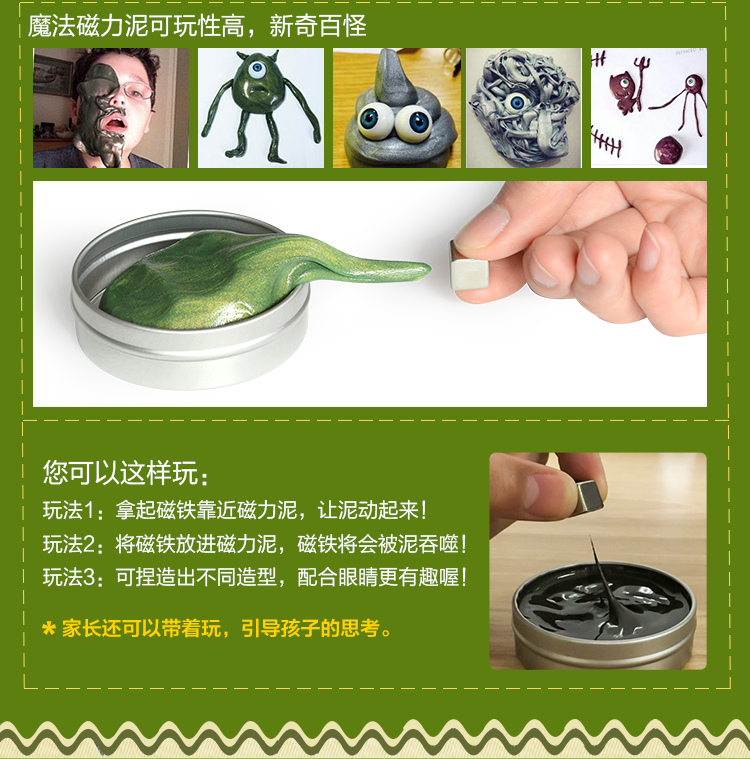 魔法磁力泥可玩性高，新奇百怪
您可以这样玩：
玩法1：拿起磁铁靠近磁力泥，让泥动起来！
玩法2：将磁铁放进磁力泥，磁铁将会被泥吞噬！
玩法3：可捏造出不同造型，配合眼睛更有趣喔！
* 家长还可以带着玩，引导孩子的思考。